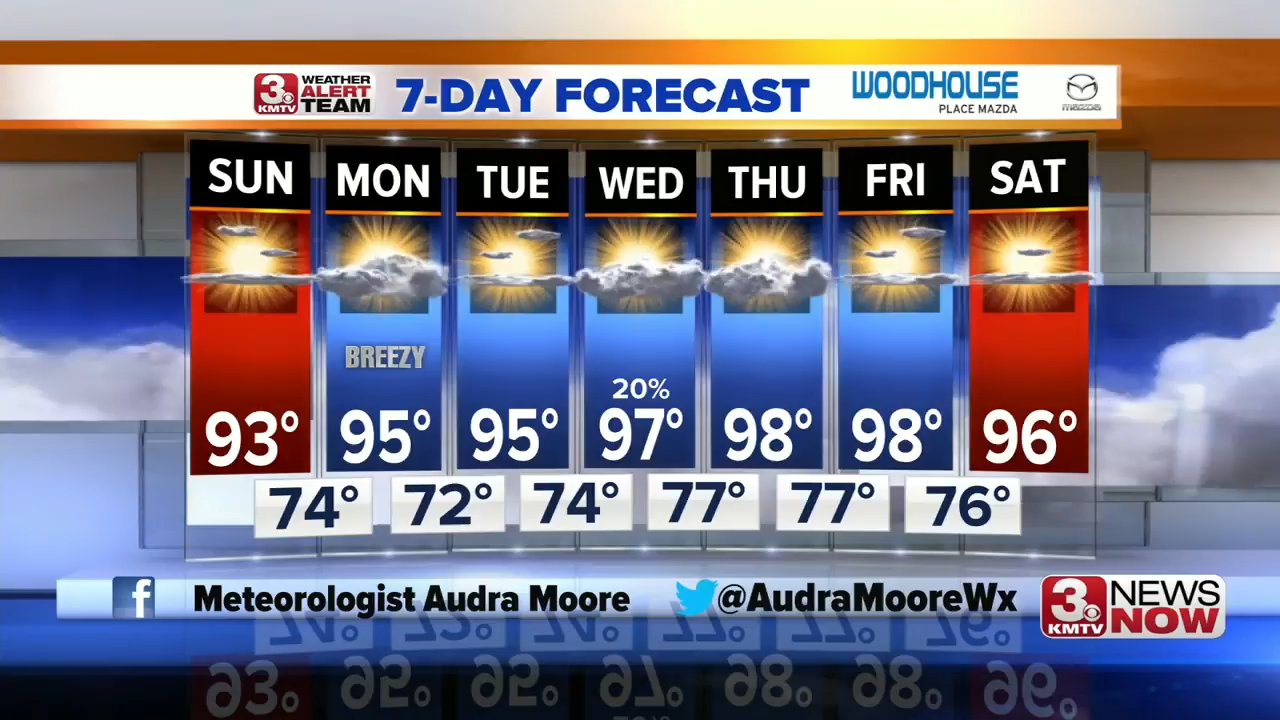 3 KMTV WEATHER ALERT TEAM 7-DAY FORECAST WOODHOUSE PLACE MAZDA
SUN MON TUE WED THU FRI SAT
BREEZY
20%
93° 95° 95° 97° 98° 98° 96°
74° 72° 74° 77° 77° 76°
f Meteorologist Audra Moore @AudraMooreWx 3 KMTV NEWS NOW